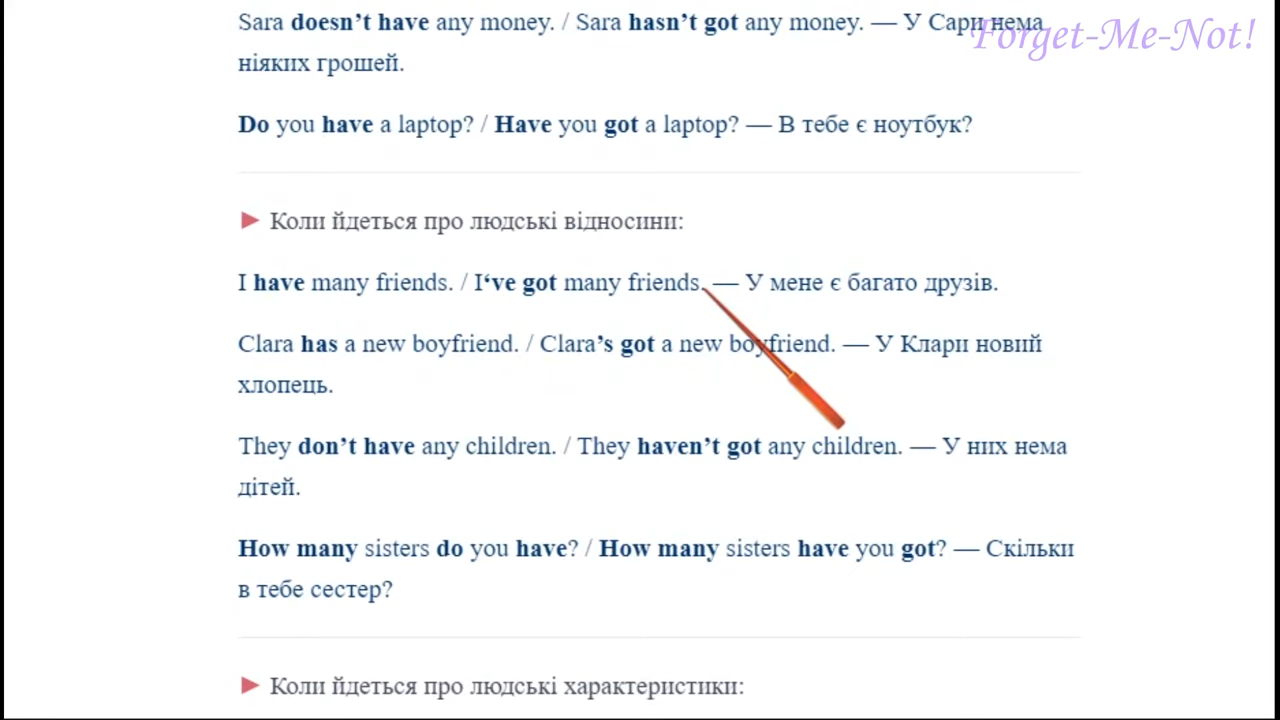 Sara doesn’t have any money. / Sara hasn’t got any money. — У Сари нема
Forget-Me-Not!
ніяких грошей.
Do you have a laptop? / Have you got a laptop? — В тебе є ноутбук?
► Коли йдеться про людські відносини:
I have many friends. / I‘ve got many friends. — У мене є багато друзів.
Clara has a new boyfriend. / Clara’s got a new boyfriend. — У Клари новий
хлопець.
They don’t have any children. / They haven’t got any children. — У них нема
дітей.
How many sisters do you have? / How many sisters have you got? — Скільки
в тебе сестер?
► Коли йдеться про людські характеристики: